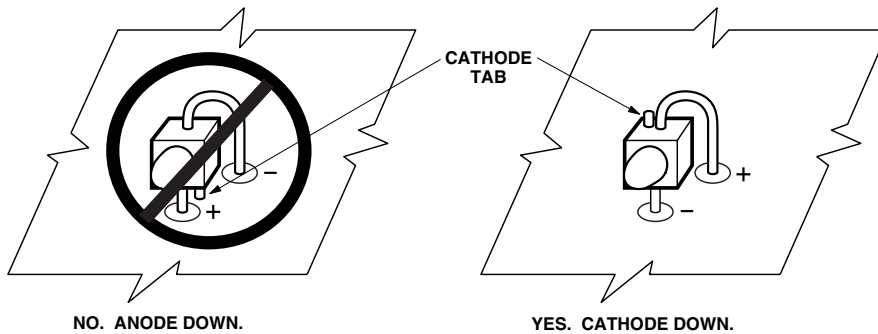 CATHODE
TAB
–
+
+
–
NO. ANODE DOWN.
YES. CATHODE DOWN.